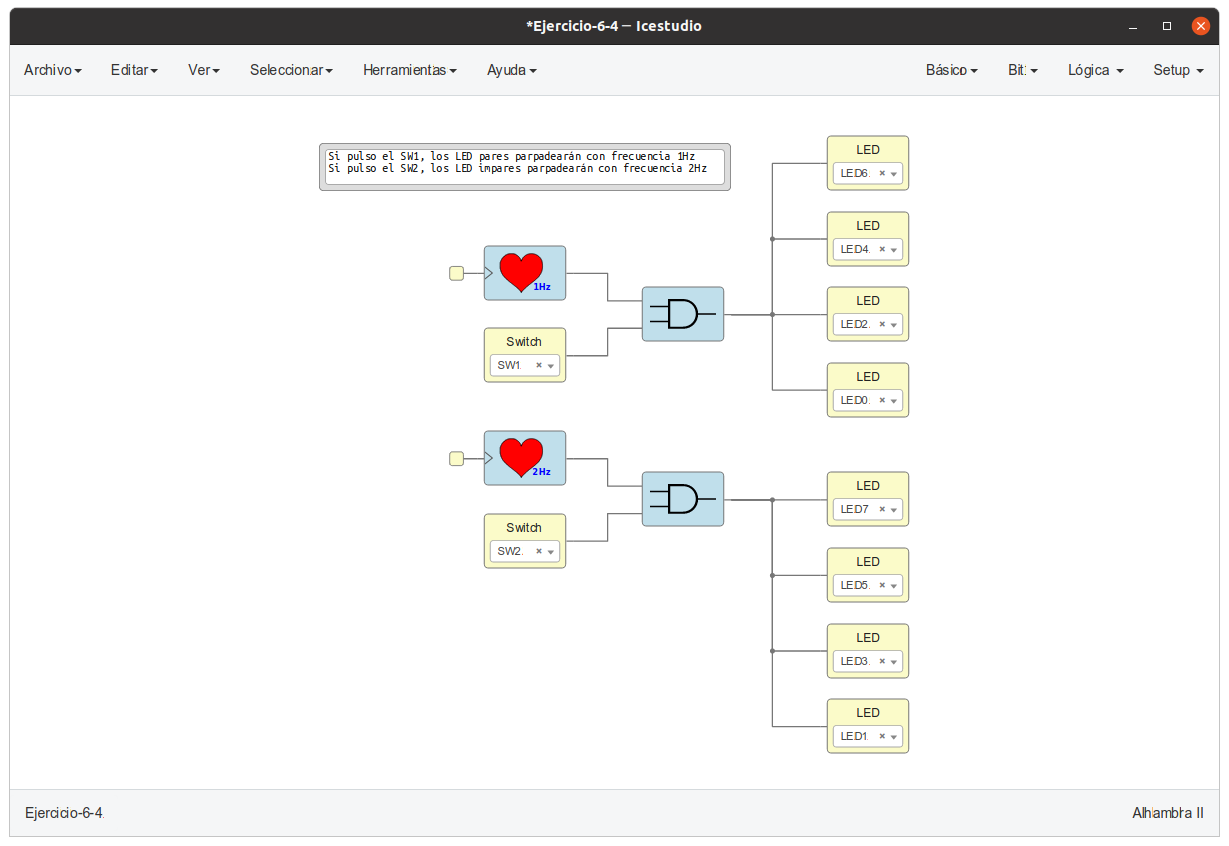 *Ejercicio-6-4 — Icestudio
Archivo Editar Ver Seleccionar Herramientas Ayuda Básico Bit Lógica Setup
Si pulso el SW1, los LED pares parpadearán con frecuencia 1Hz
Si pulso el SW2, los LED impares parpadearán con frecuencia 2Hz
LED
LED6
LED
LED4
1Hz
LED
LED2
Switch
SW1
LED
LED0
2Hz
LED
LED7
Switch
SW2
LED
LED5
LED
LED3
LED
LED1
Ejercicio-6-4
Alhambra II